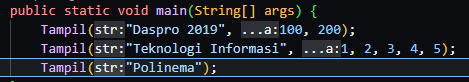 public static void main(String[] args) {
Tampil(str:"Daspro 2019", ...a:100, 200);
Tampil(str:"Teknologi Informasi", ...a:1, 2, 3, 4, 5);
Tampil(str:"Polinema");